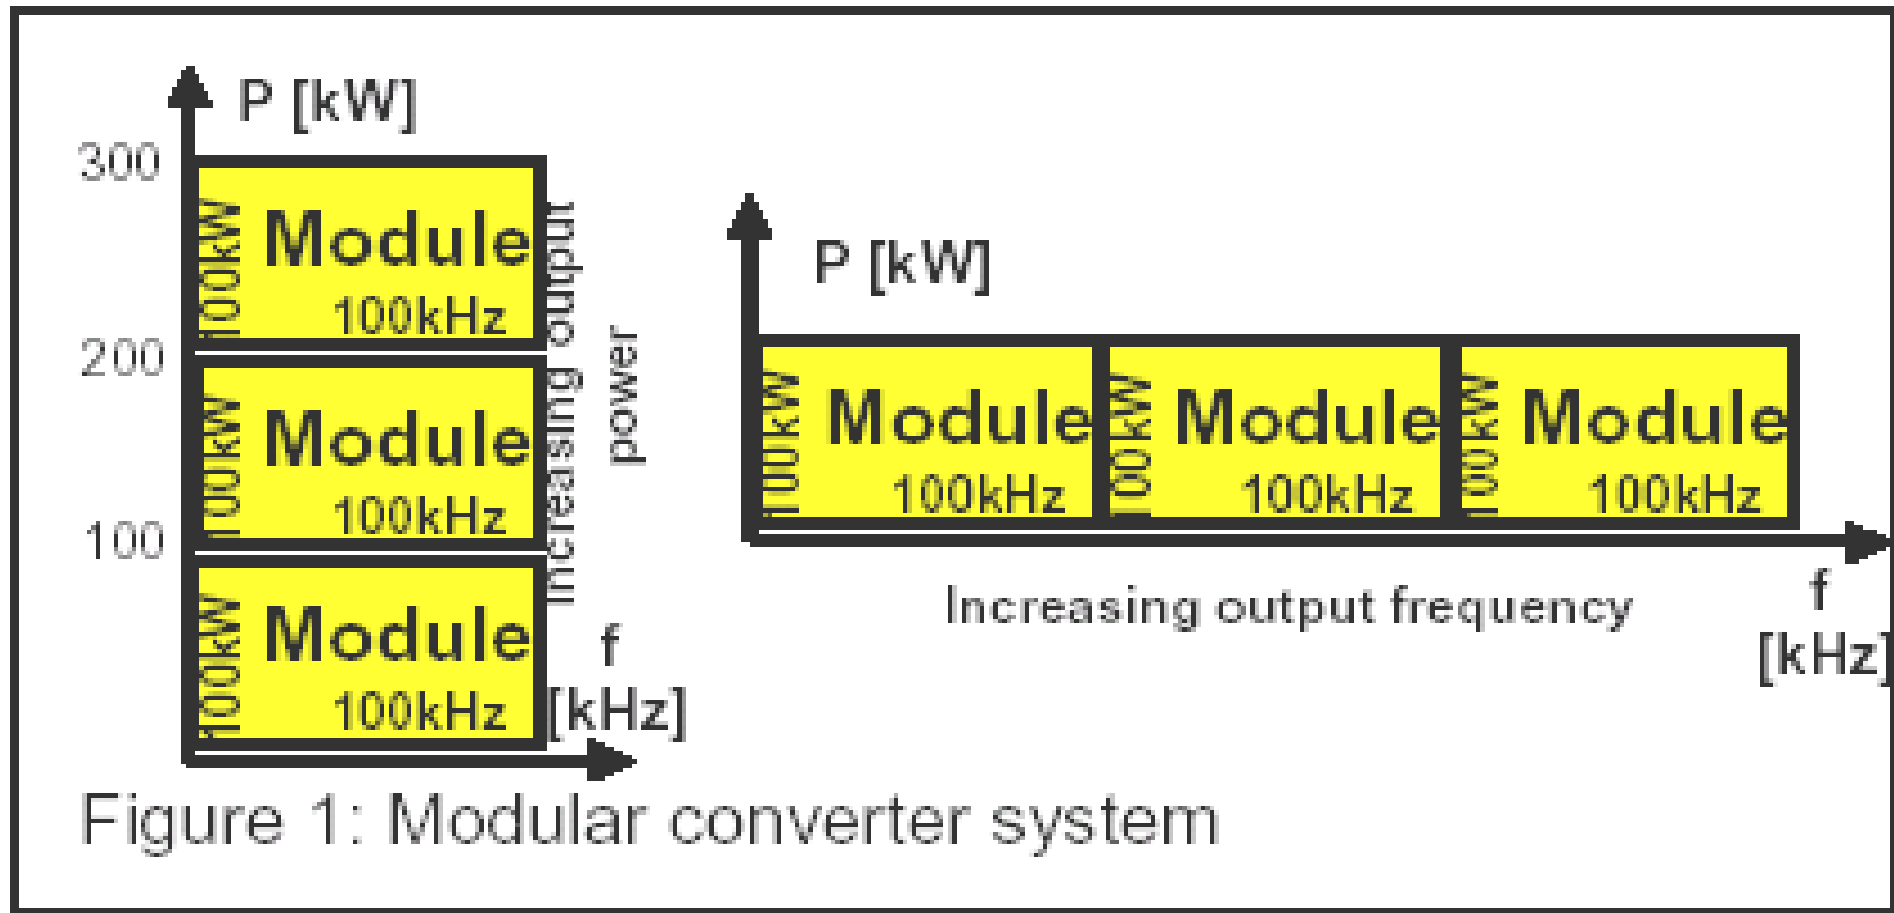 P [kW]
300
100kW
Module
100kHz
200
100kW
Module
100kHz
100
100kW
Module
100kHz
Increasing output
power
f
[kHz]
P [kW]
100kW
Module
100kHz
100kW
Module
100kHz
100kW
Module
100kHz
Increasing output frequency
f
[kHz]
Figure 1: Modular converter system